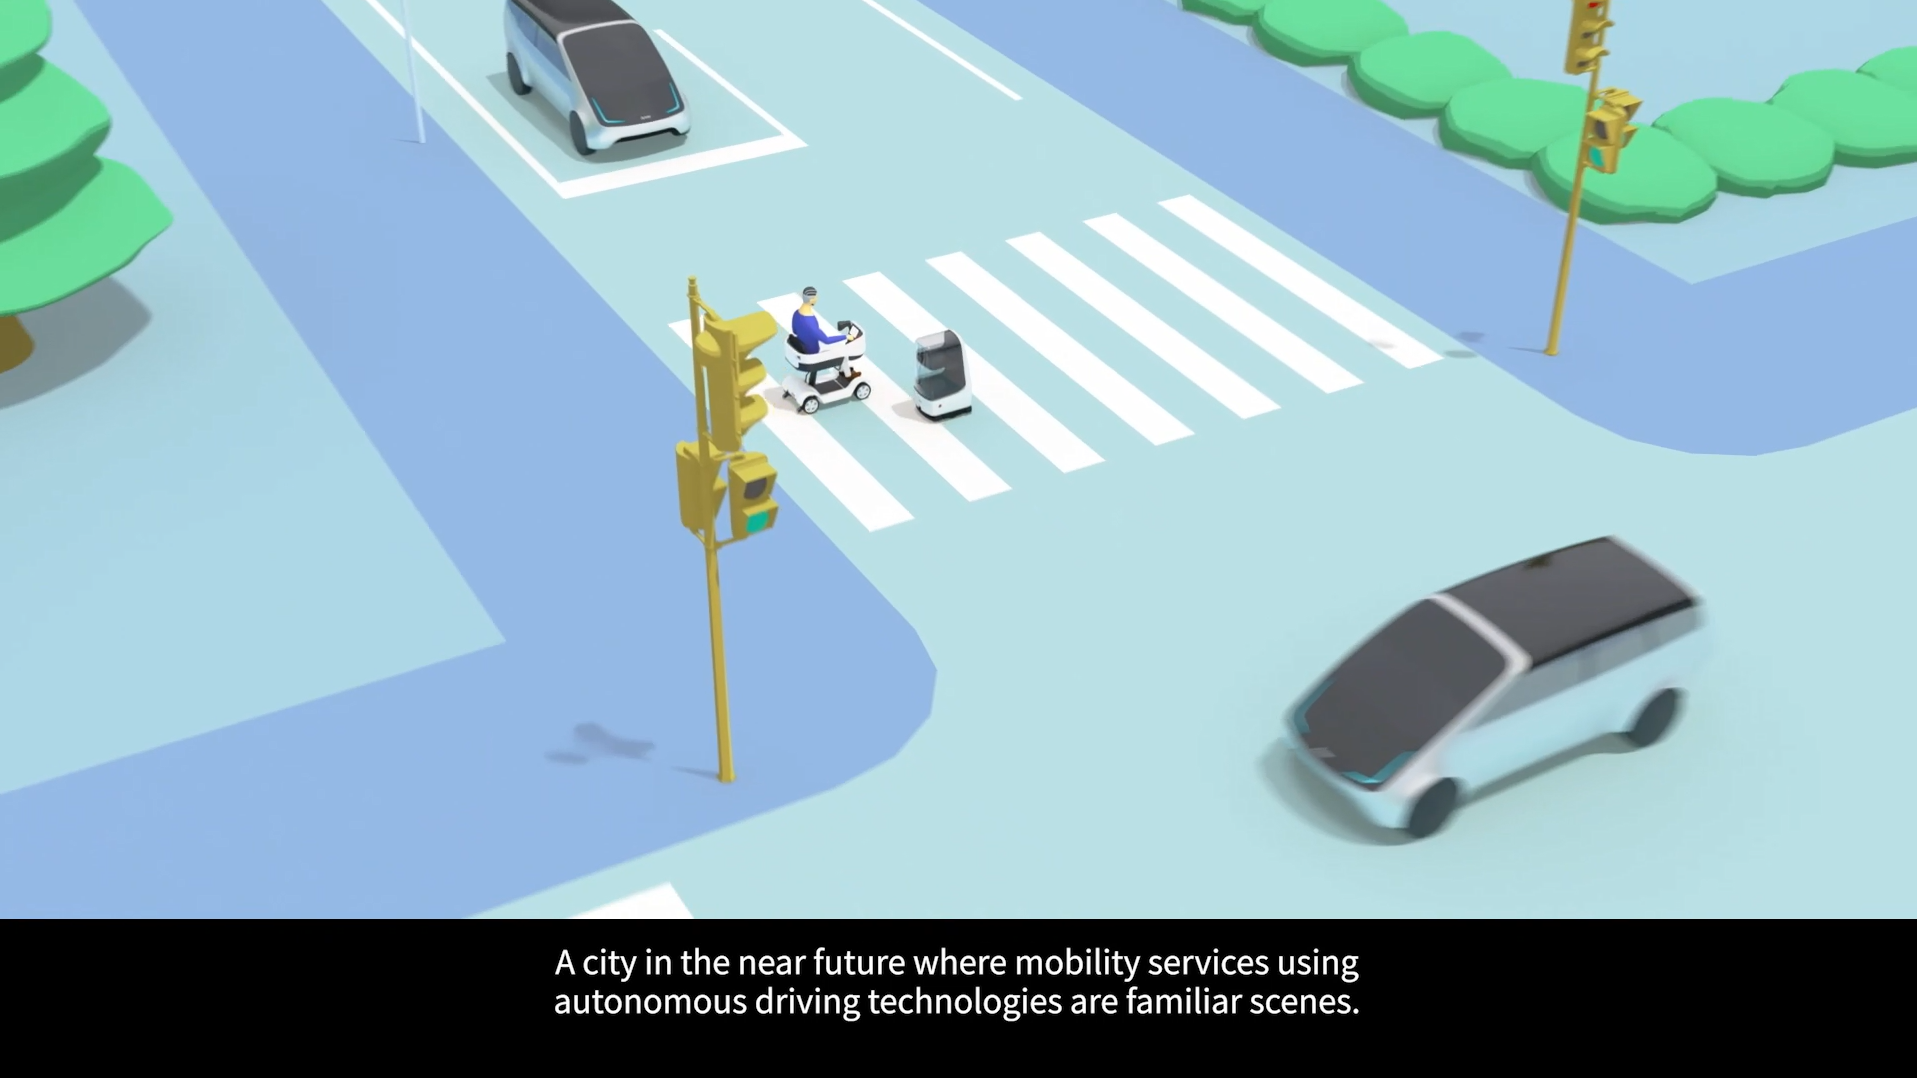 A city in the near future where mobility services using
autonomous driving technologies are familiar scenes.